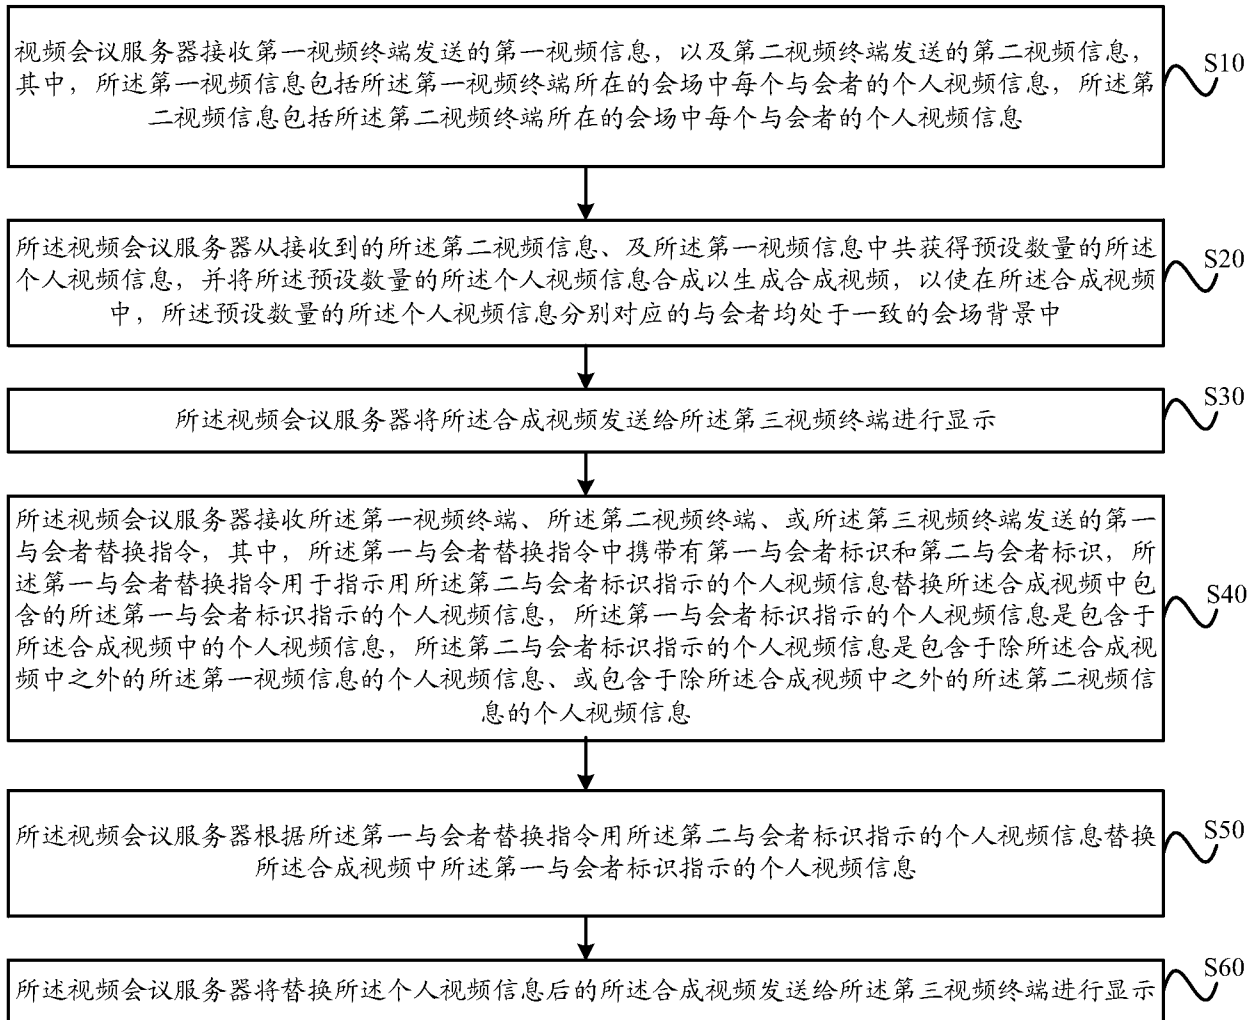 视频会议服务器接收第一视频终端发送的第一视频信息，以及第二视频终端发送的第二视频信息，
其中，所述第一视频信息包括所述第一视频终端所在的会场中每个与会者的个人视频信息，所述第
二视频信息包括所述第二视频终端所在的会场中每个与会者的个人视频信息
S10
所述视频会议服务器从接收到的所述第二视频信息、及所述第一视频信息中共获得预设数量的所述
个人视频信息，并将所述预设数量的所述个人视频信息合成以生成合成视频，以使在所述合成视频
中，所述预设数量的所述个人视频信息分别对应的与会者均处于一致的会场背景中
S20
所述视频会议服务器将所述合成视频发送给所述第三视频终端进行显示
S30
所述视频会议服务器接收所述第一视频终端、所述第二视频终端、或所述第三视频终端发送的第一
与会者替换指令，其中，所述第一与会者替换指令中携带有第一与会者标识和第二与会者标识，所
述第一与会者替换指令用于指示用所述第二与会者标识指示的个人视频信息替换所述合成视频中包
含的所述第一与会者标识指示的个人视频信息，所述第一与会者标识指示的个人视频信息是包含于
所述合成视频中的个人视频信息，所述第二与会者标识指示的个人视频信息是包含于除所述合成视
频中之外的所述第一视频信息的个人视频信息、或包含于除所述合成视频中之外的所述第二视频信
息的个人视频信息
S40
所述视频会议服务器根据所述第一与会者替换指令用所述第二与会者标识指示的个人视频信息替换
所述合成视频中所述第一与会者标识指示的个人视频信息
S50
所述视频会议服务器将替换所述个人视频信息后的所述合成视频发送给所述第三视频终端进行显示
S60